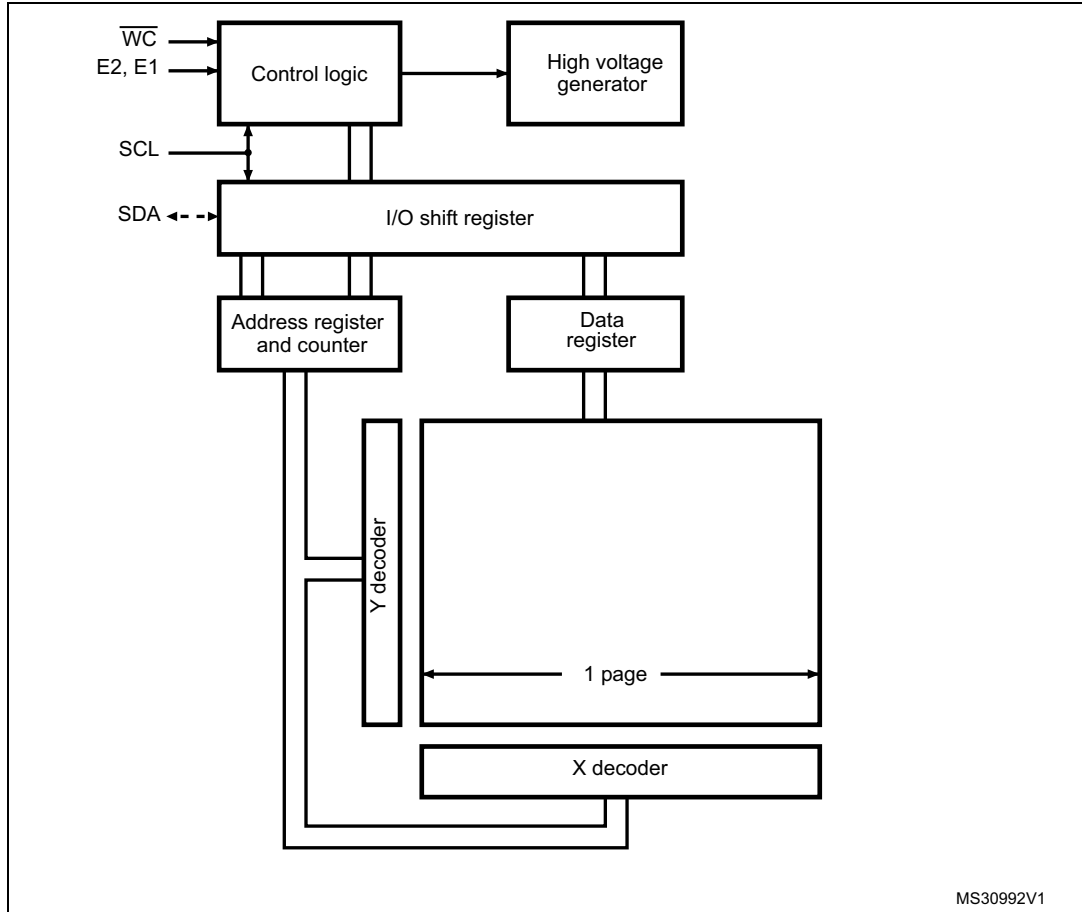 W̅C̅
E2, E1
Control logic
High voltage
generator
SCL
SDA
I/O shift register
Address register
and counter
Data
register
Y decoder
1 page
X decoder
MS30992V1